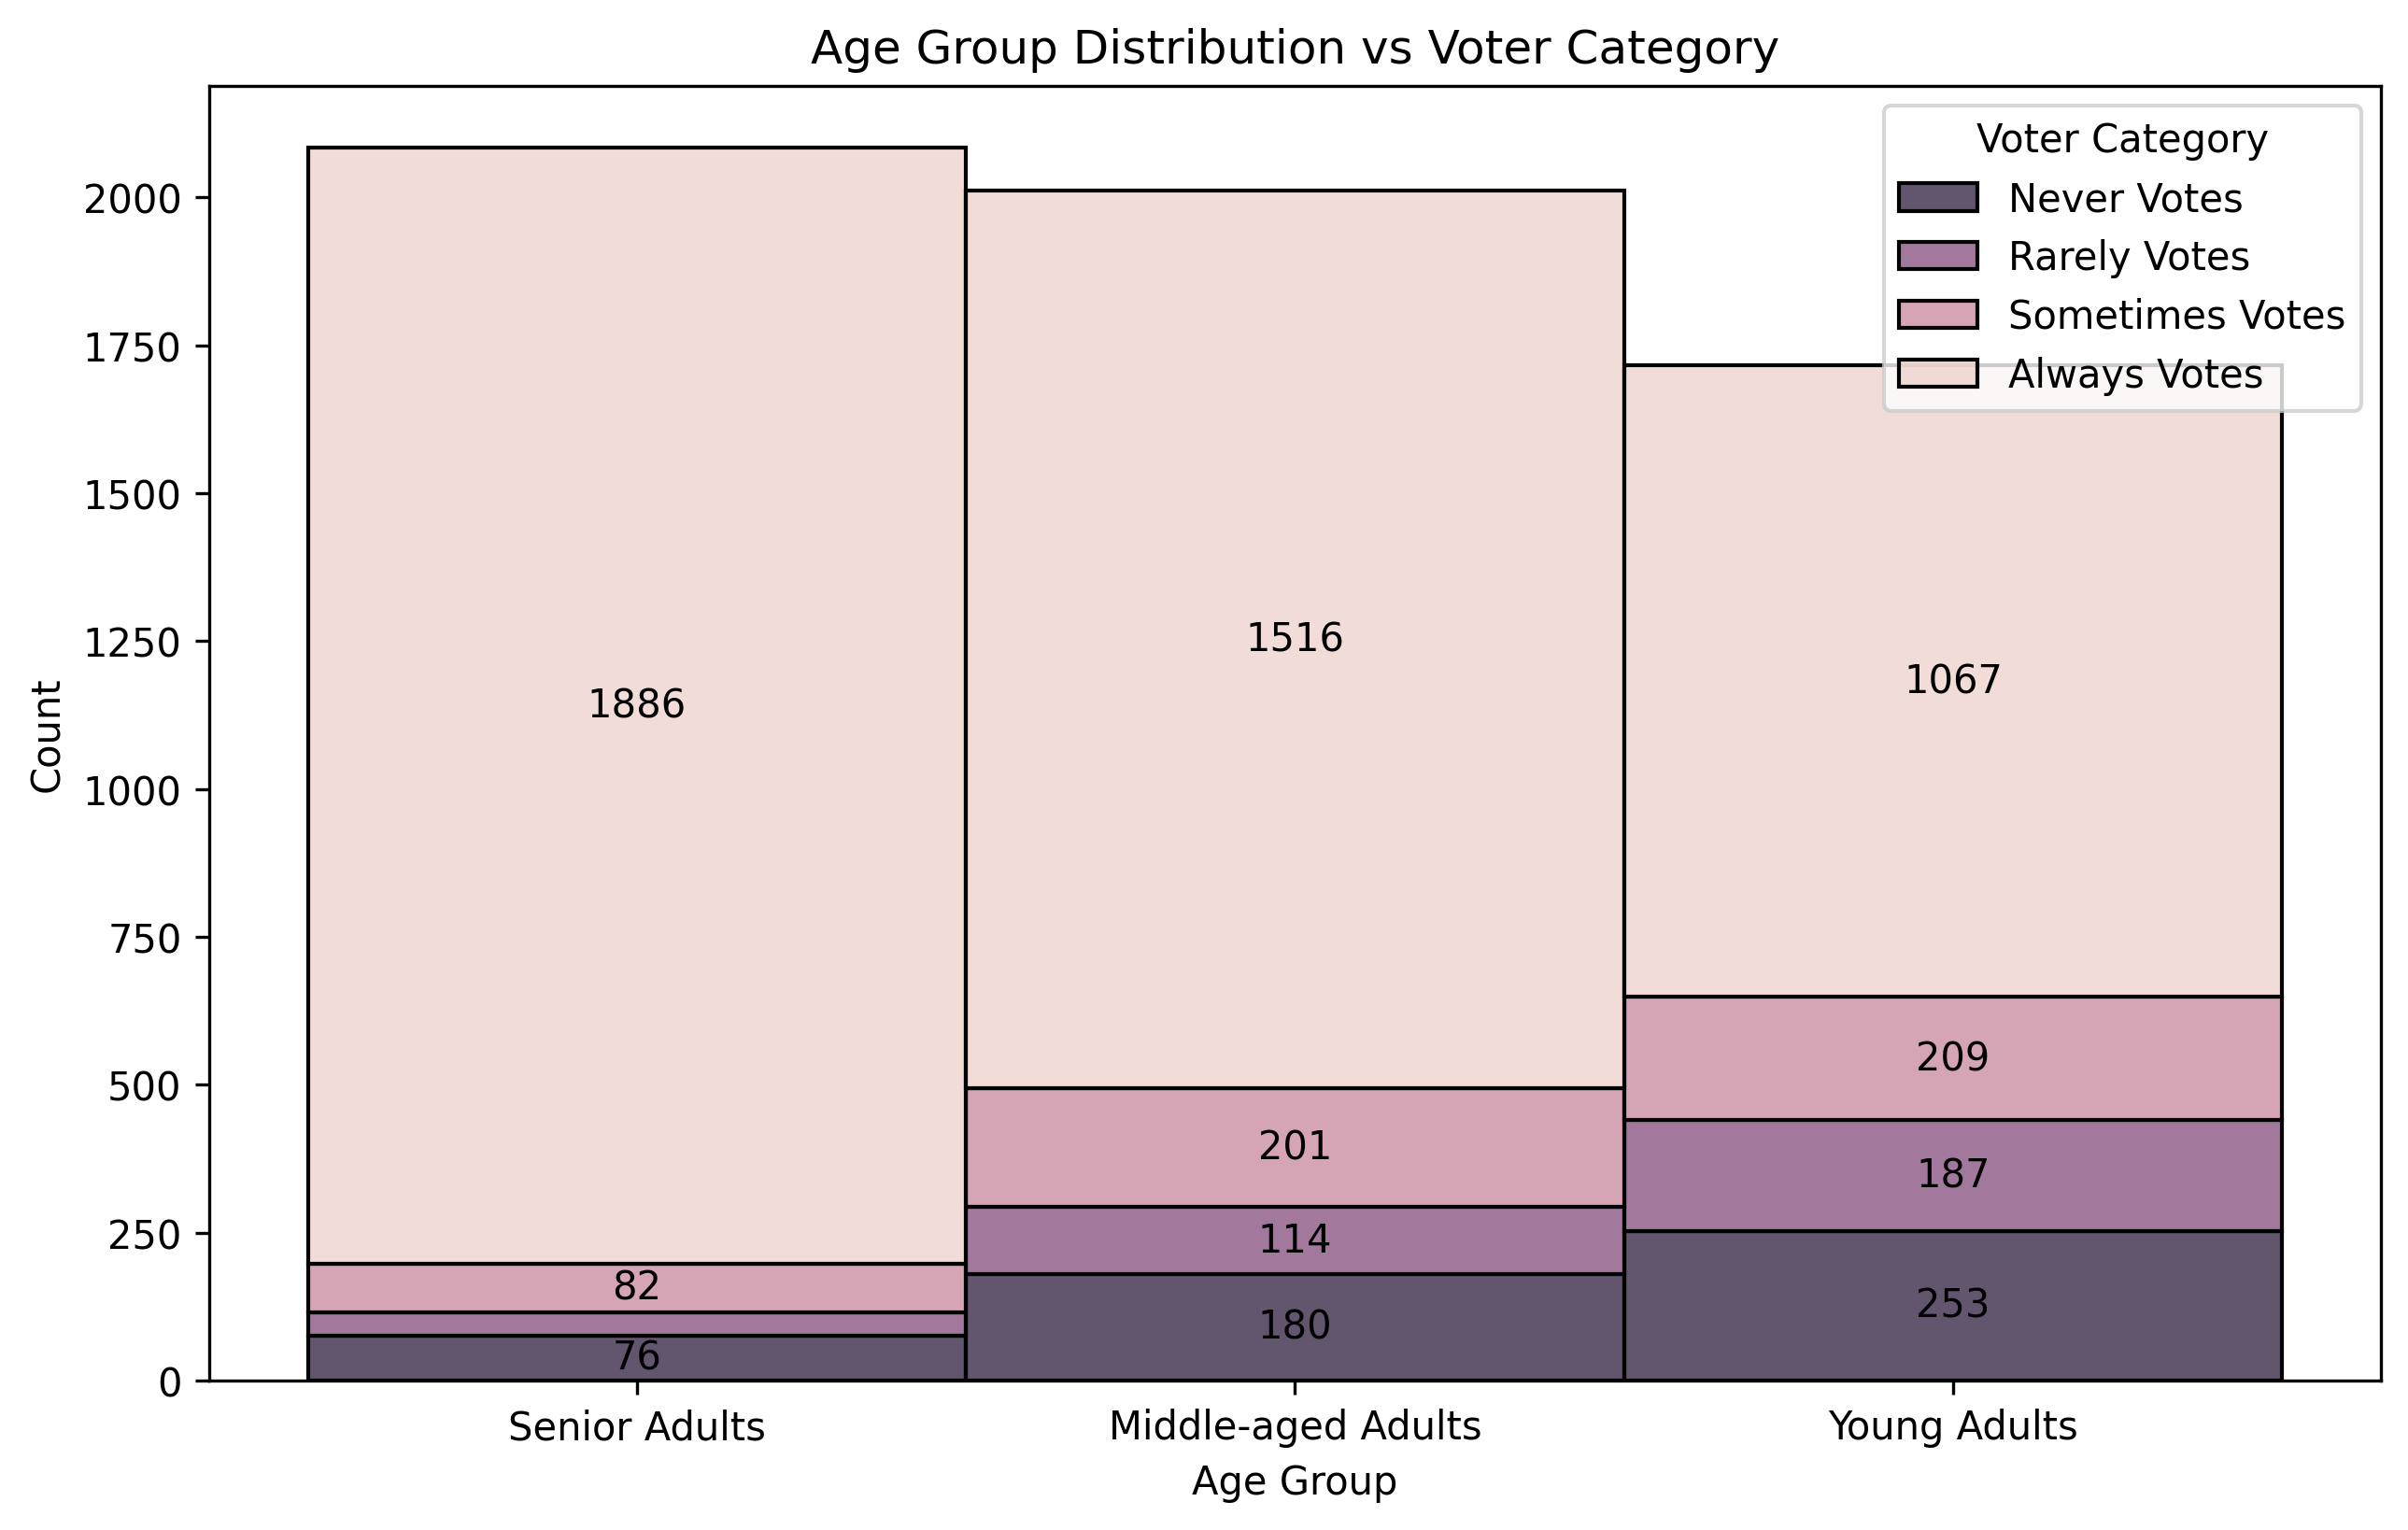 Age Group Distribution vs Voter Category
Voter Category
Never Votes
Rarely Votes
Sometimes Votes
Always Votes
Count
2000
1750
1500
1250
1000
750
500
250
0
1886
82
76
1516
201
114
180
1067
209
187
253
Senior Adults
Middle-aged Adults
Young Adults
Age Group